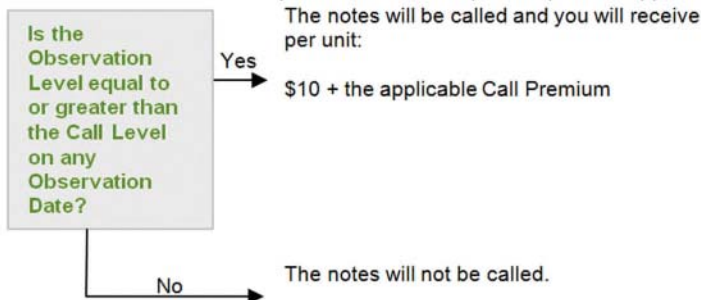 Is the
Observation
Level equal to
or greater than
the Call Level
on any
Observation
Date?
Yes
The notes will be called and you will receive
per unit:
$10 + the applicable Call Premium
No
The notes will not be called.